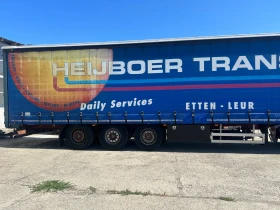 HEIJBOER TRANS
Daily Services
ETTEN - LEUR